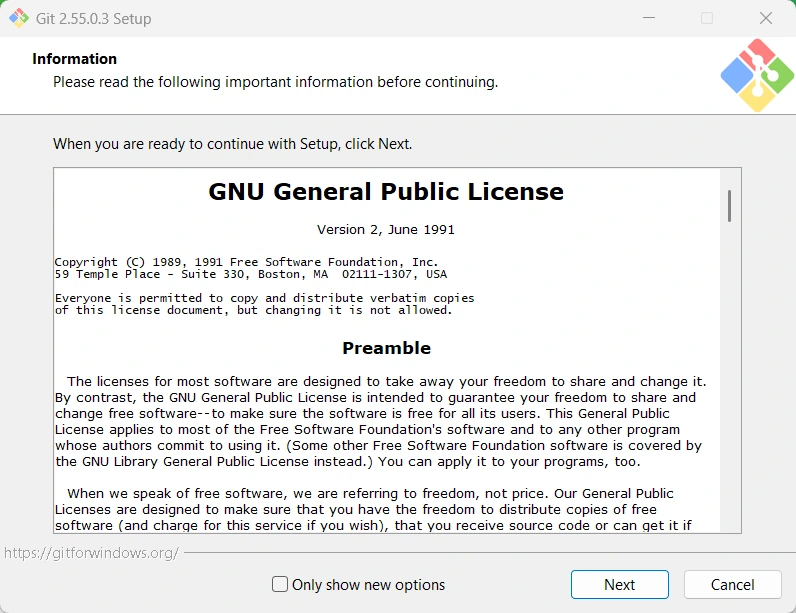 Git 2.55.0.3 Setup
Information
Please read the following important information before continuing.
When you are ready to continue with Setup, click Next.
GNU General Public License
Version 2, June 1991
Copyright (C) 1989, 1991 Free Software Foundation, Inc.
59 Temple Place - Suite 330, Boston, MA  02111-1307, USA
Everyone is permitted to copy and distribute verbatim copies
of this license document, but changing it is not allowed.
Preamble
The licenses for most software are designed to take away your freedom to share and change it.
By contrast, the GNU General Public License is intended to guarantee your freedom to share and
change free software--to make sure the software is free for all its users. This General Public
License applies to most of the Free Software Foundation's software and to any other program
whose authors commit to using it. (Some other Free Software Foundation software is covered by
the GNU Library General Public License instead.) You can apply it to your programs, too.
When we speak of free software, we are referring to freedom, not price. Our General Public
Licenses are designed to make sure that you have the freedom to distribute copies of free
software (and charge for this service if you wish), that you receive source code or can get it if
https://gitforwindows.org/
Only show new options
Next
Cancel